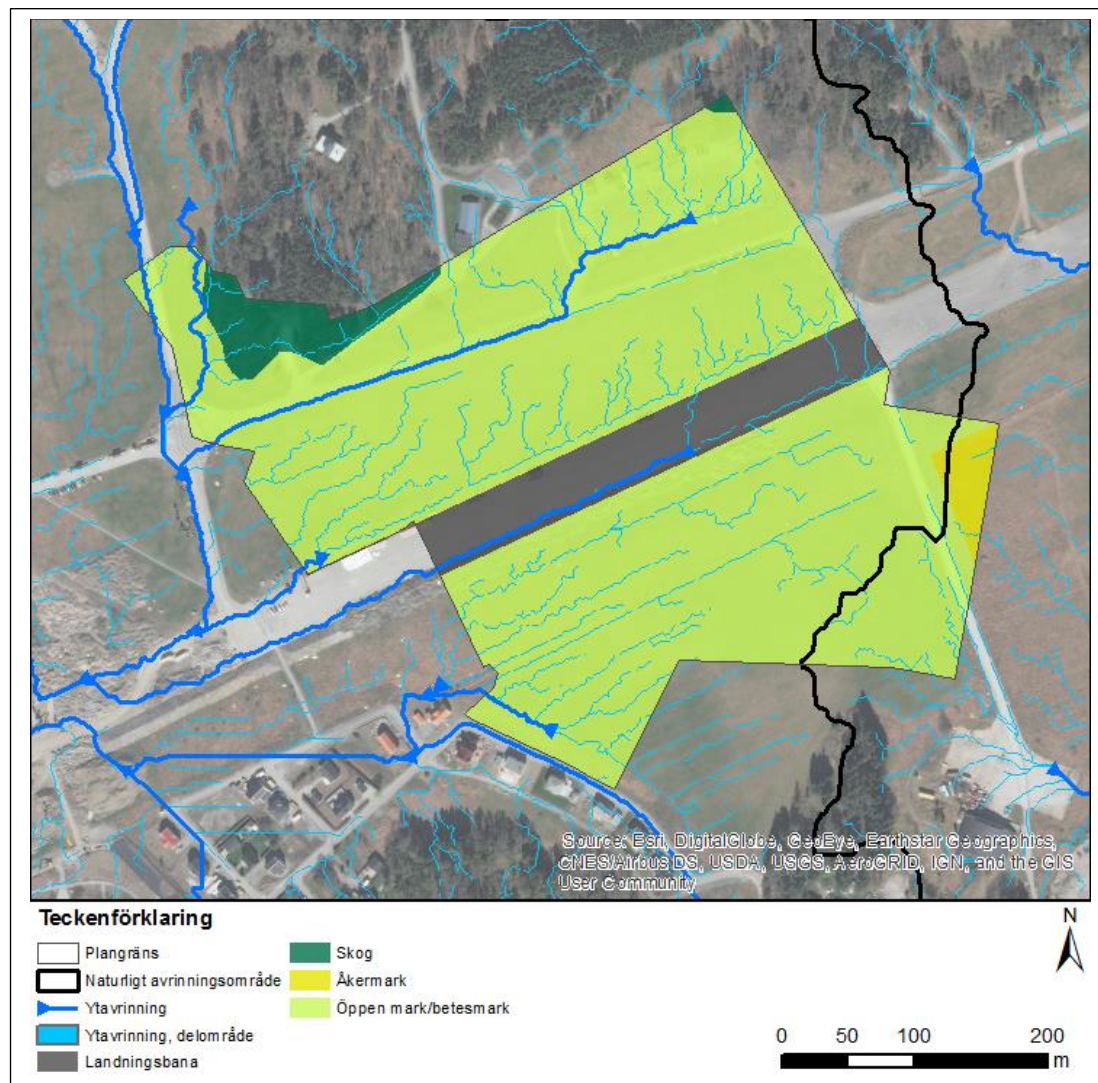 Source: Esri, DigitalGlobe, GeoEye, Earthstar Geographics,
CNES/Airbus DS, USDA, USGS, AeroGRID, IGN, and the GIS
User Community
Teckenförklaring
Plangräns
Naturligt avrinningsområde
Ytavrinning
Ytavrinning, delområde
Landningsbana
Skog
Åkermark
Öppen mark/betesmark
N
0 50 100 200
m